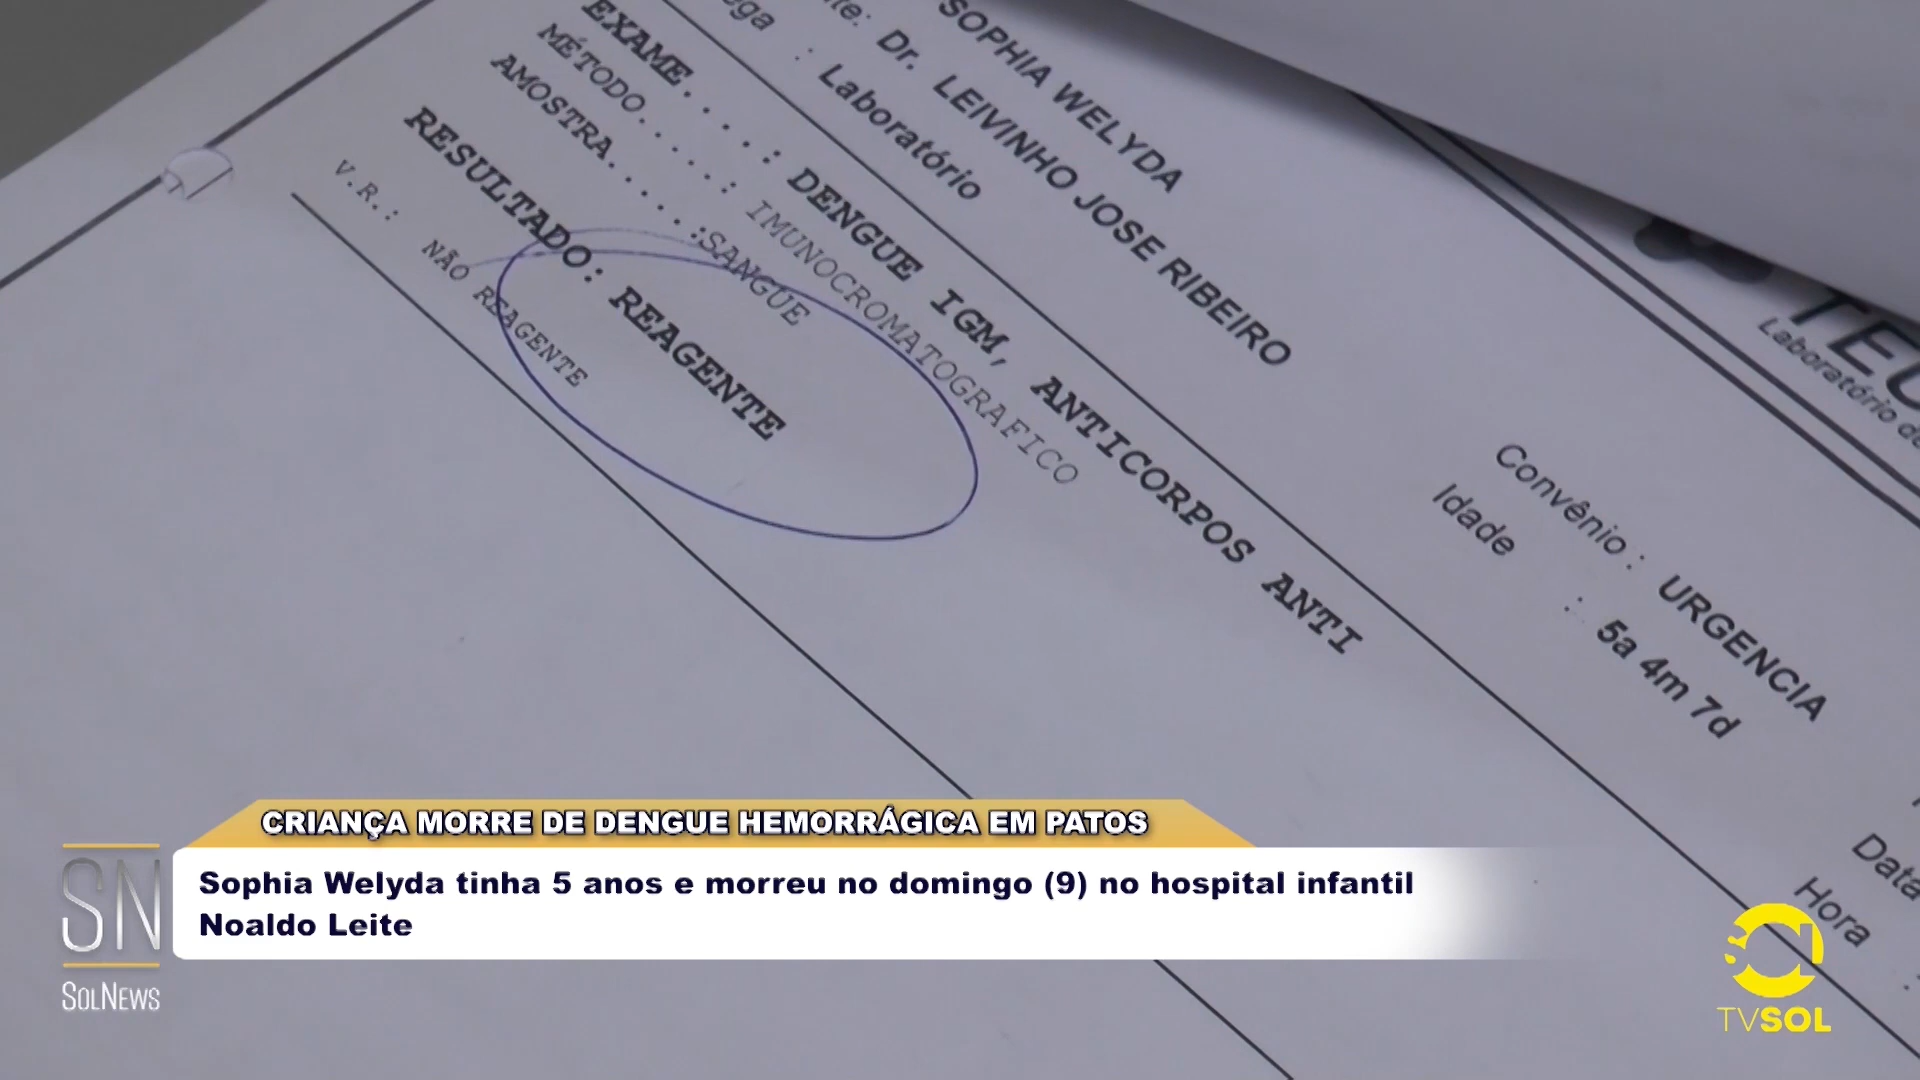 SOPHIA WELYDA
Dr. LEIVINHO JOSE RIBEIRO
: Laboratório
Convênio : URGENCIA
Idade : 5a 4m 7d
Data
Hora :
EXAME.....: DENGUE IGM, ANTICORPOS ANTI
MÉTODO.....: IMUNOCROMATOGRAFICO
AMOSTRA.....:SANGUE
RESULTADO: REAGENTE
V.R.: NÃO REAGENTE
CRIANÇA MORRE DE DENGUE HEMORRÁGICA EM PATOS
Sophia Welyda tinha 5 anos e morreu no domingo (9) no hospital infantil
Noaldo Leite
SN
SOLNEWS
TVSOL